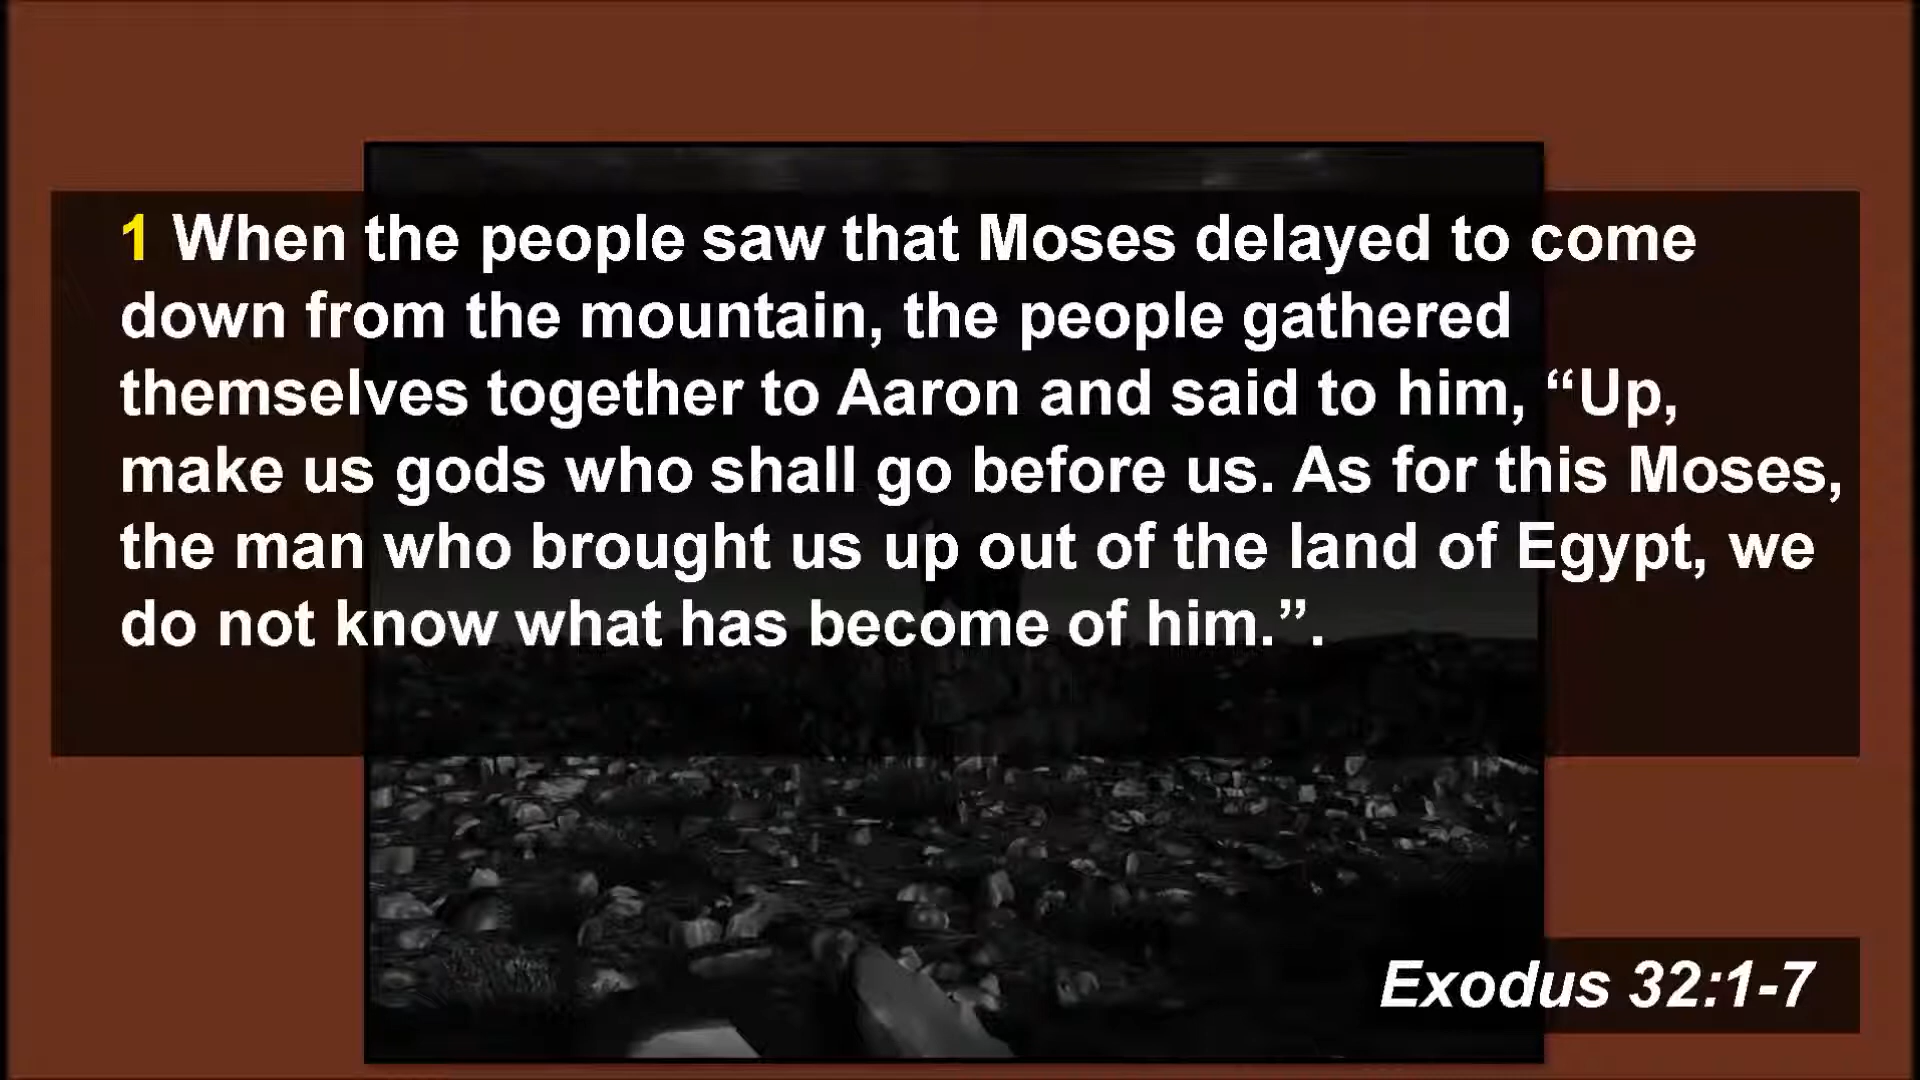 1 When the people saw that Moses delayed to come
down from the mountain, the people gathered
themselves together to Aaron and said to him, “Up,
make us gods who shall go before us. As for this Moses,
the man who brought us up out of the land of Egypt, we
do not know what has become of him.”.
Exodus 32:1-7